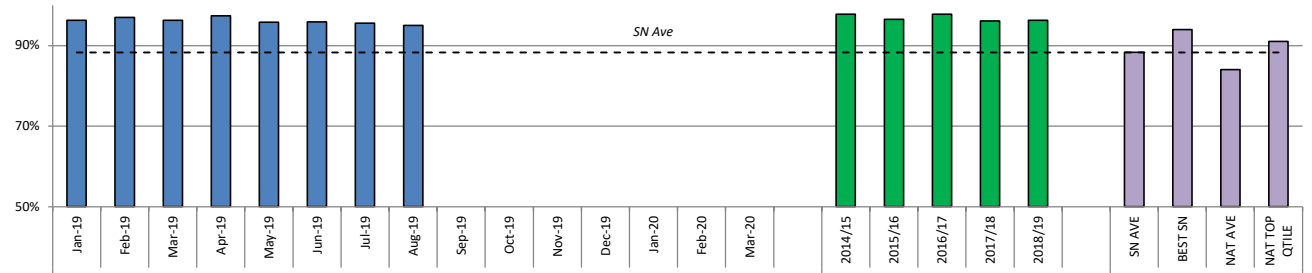 SN Ave
90%
70%
50%
Jan-19
Feb-19
Mar-19
Apr-19
May-19
Jun-19
Jul-19
Aug-19
Sep-19
Oct-19
Nov-19
Dec-19
Jan-20
Feb-20
Mar-20
2014/15
2015/16
2016/17
2017/18
2018/19
SN AVE
BEST SN
NAT AVE
NAT TOP
QTILE